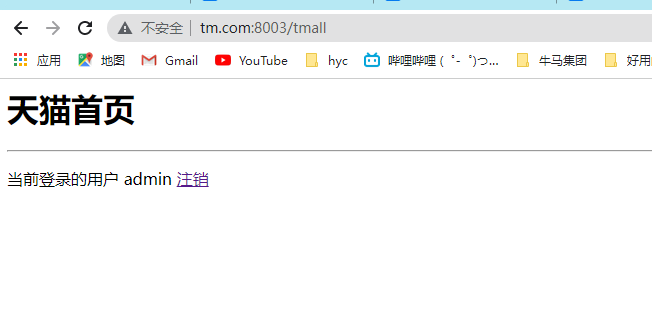 不安全 tm.com:8003/tmall
应用 地图 Gmail YouTube hyc 哔哩哔哩 ( ゜- ゜)つ... 牛马集团 好用
天猫首页
当前登录的用户 admin 注销